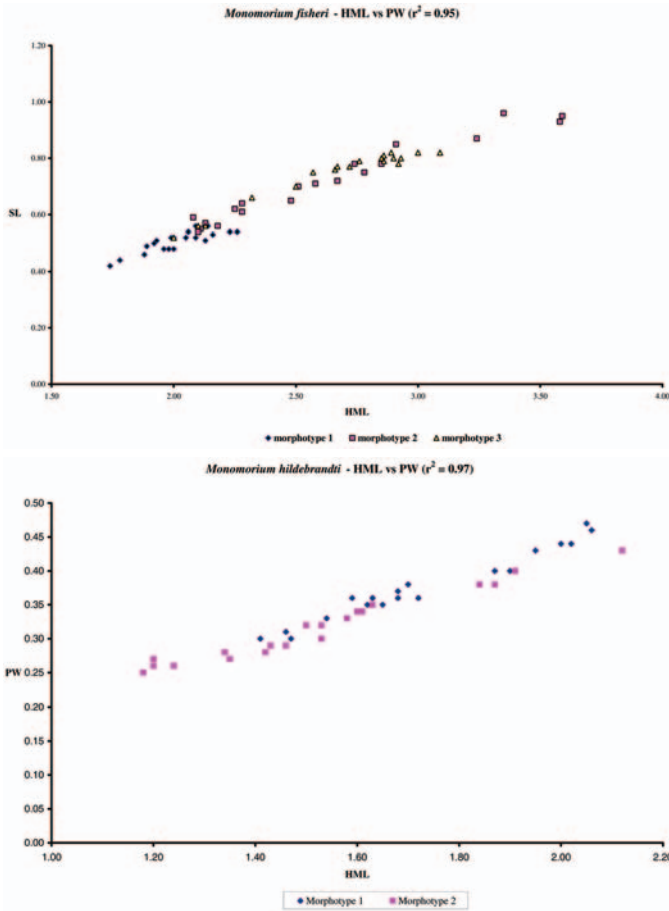 Monomorium fisheri - HML vs PW (r² = 0.95)
1.20
1.00
0.80
0.60
SL
0.40
0.20
0.00
1.50 2.00 2.50 3.00 3.50 4.00
HML
morphotype 1 morphotype 2 morphotype 3
Monomorium hildebrandti - HML vs PW (r² = 0.97)
0.50
0.45
0.40
0.35
0.30
0.25
PW
0.20
0.15
0.10
0.05
0.00
1.00 1.20 1.40 1.60 1.80 2.00 2.20
HML
Morphotype 1 Morphotype 2